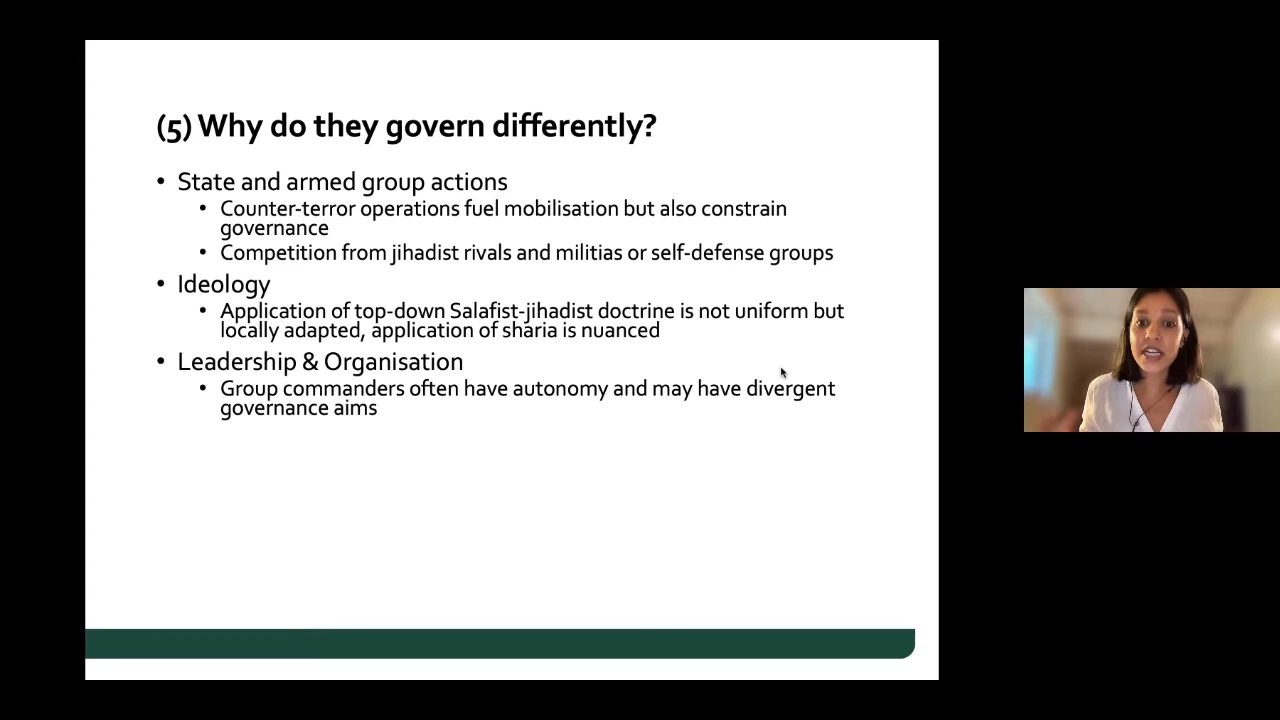 (5) Why do they govern differently?
• State and armed group actions
• Counter-terror operations fuel mobilisation but also constrain
governance
• Competition from jihadist rivals and militias or self-defense groups
• Ideology
• Application of top-down Salafist-jihadist doctrine is not uniform but
locally adapted, application of sharia is nuanced
• Leadership & Organisation
• Group commanders often have autonomy and may have divergent
governance aims